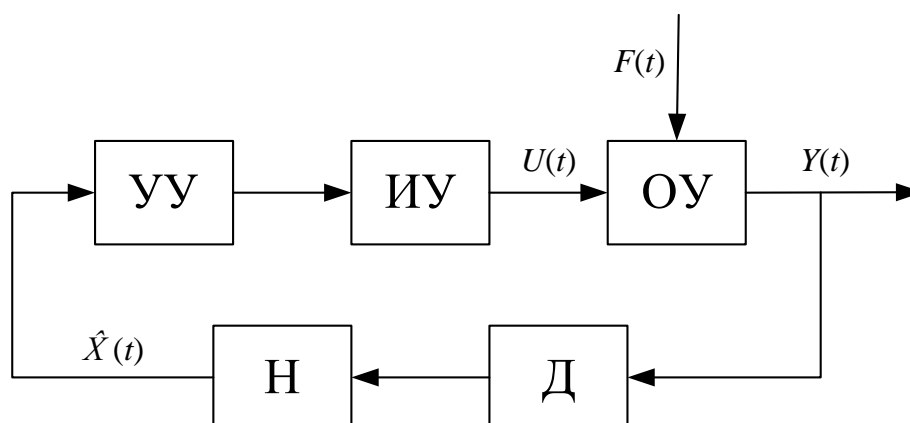 F(t)
УУ
ИУ
U(t)
ОУ
Y(t)
X̂(t)
Н
Д